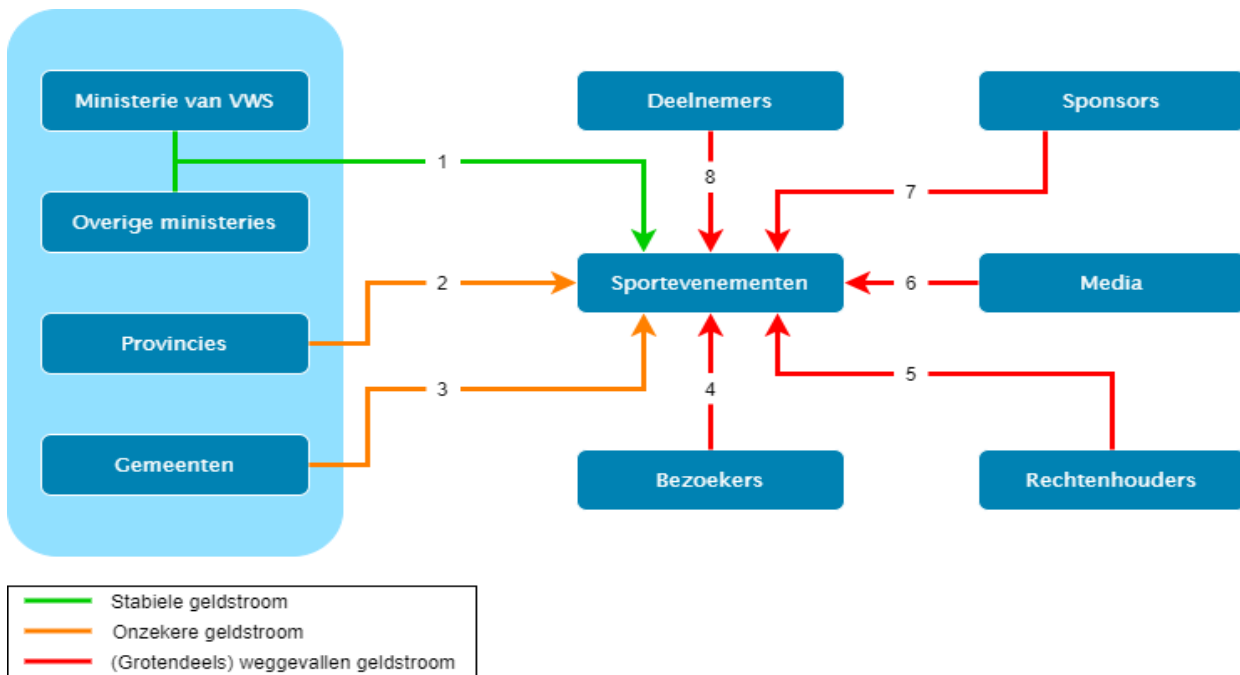 Ministerie van VWS
Deelnemers
Sponsors
1
8
7
Overige ministeries
2
Sportevenementen
6
Media
Provincies
3
4
5
Gemeenten
Bezoekers
Rechtenhouders
Stabiele geldstroom
Onzekere geldstroom
(Grotendeels) weggevallen geldstroom